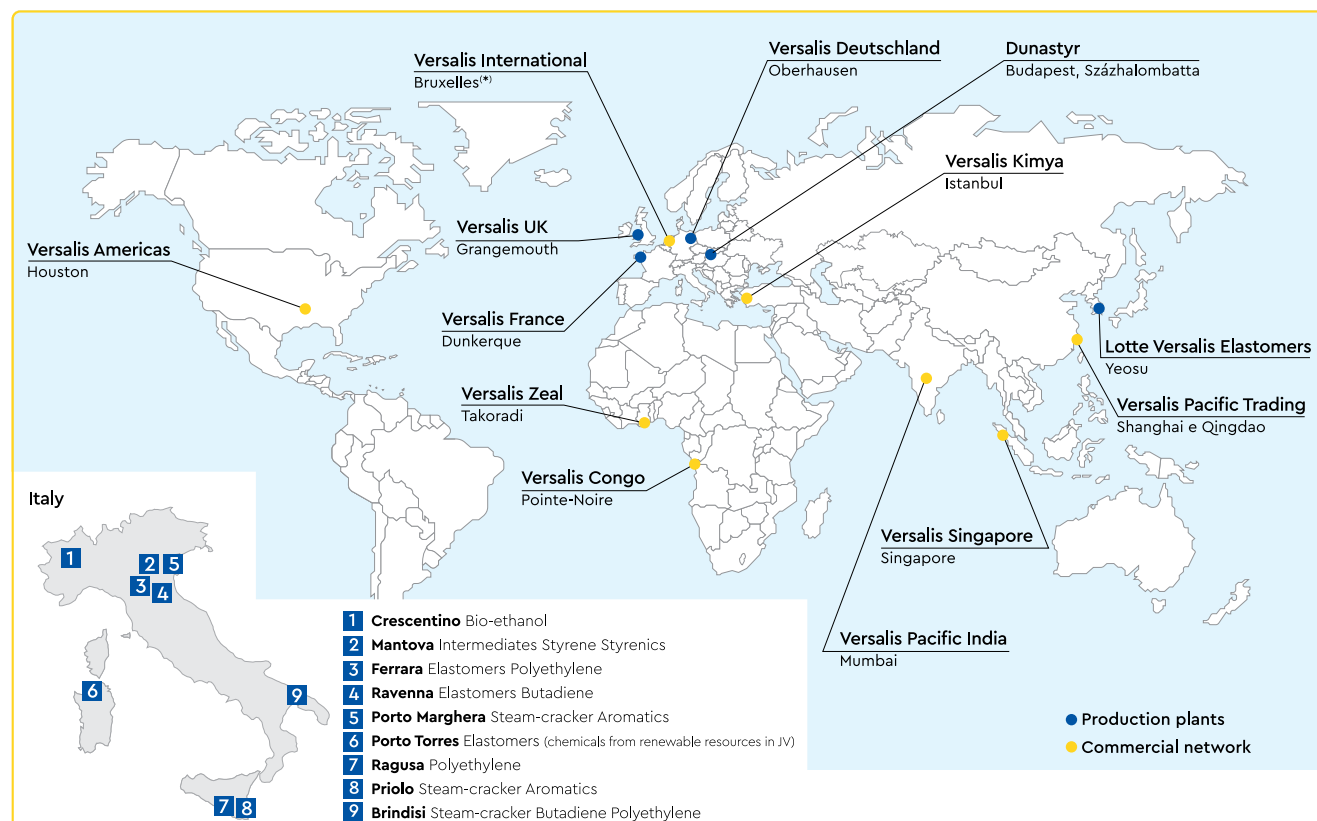 Versalis International
Bruxelles(*)
Versalis Deutschland
Oberhausen
Dunastyr
Budapest, Százhalombatta
Versalis Kimya
Istanbul
Versalis UK
Grangemouth
Versalis Americas
Houston
Versalis France
Dunkerque
Lotte Versalis Elastomers
Yeosu
Versalis Zeal
Takoradi
Versalis Pacific Trading
Shanghai e Qingdao
Versalis Congo
Pointe-Noire
Versalis Singapore
Singapore
Versalis Pacific India
Mumbai
Italy
1
2
5
3
4
6
9
7
8
1 Crescentino Bio-ethanol
2 Mantova Intermediates Styrene Styrenics
3 Ferrara Elastomers Polyethylene
4 Ravenna Elastomers Butadiene
5 Porto Marghera Steam-cracker Aromatics
6 Porto Torres Elastomers (chemicals from renewable resources in JV)
7 Ragusa Polyethylene
8 Priolo Steam-cracker Aromatics
9 Brindisi Steam-cracker Butadiene Polyethylene
Production plants
Commercial network